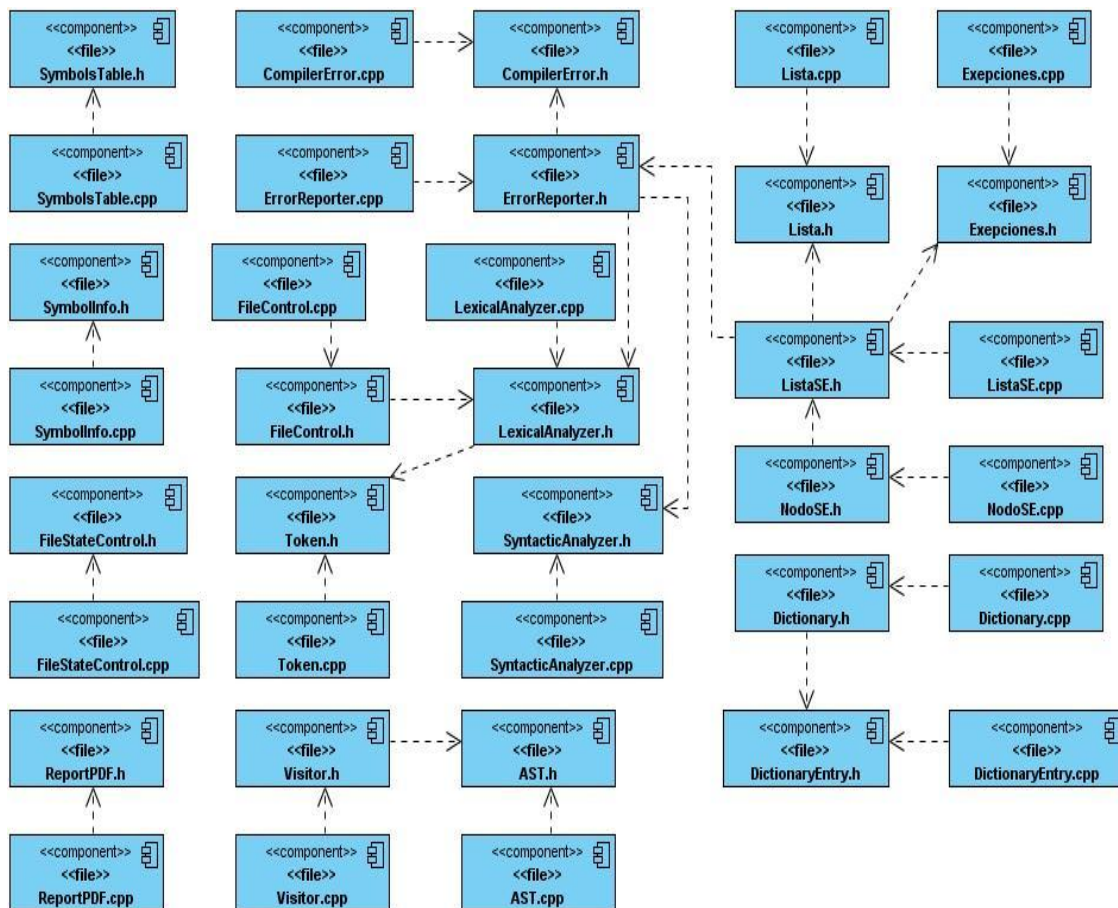 <<component>>
<<file>>
SymbolsTable.h
<<component>>
<<file>>
CompilerError.cpp
<<component>>
<<file>>
CompilerError.h
<<component>>
<<file>>
Lista.cpp
<<component>>
<<file>>
Exepciones.cpp
<<component>>
<<file>>
SymbolsTable.cpp
<<component>>
<<file>>
ErrorReporter.cpp
<<component>>
<<file>>
ErrorReporter.h
<<component>>
<<file>>
Lista.h
<<component>>
<<file>>
Exepciones.h
<<component>>
<<file>>
SymbolInfo.h
<<component>>
<<file>>
FileControl.cpp
<<component>>
<<file>>
LexicalAnalyzer.cpp
<<component>>
<<file>>
ListaSE.h
<<component>>
<<file>>
ListaSE.cpp
<<component>>
<<file>>
SymbolInfo.cpp
<<component>>
<<file>>
FileControl.h
<<component>>
<<file>>
LexicalAnalyzer.h
<<component>>
<<file>>
NodoSE.h
<<component>>
<<file>>
NodoSE.cpp
<<component>>
<<file>>
FileStateControl.h
<<component>>
<<file>>
Token.h
<<component>>
<<file>>
SyntacticAnalyzer.h
<<component>>
<<file>>
Dictionary.h
<<component>>
<<file>>
Dictionary.cpp
<<component>>
<<file>>
FileStateControl.cpp
<<component>>
<<file>>
Token.cpp
<<component>>
<<file>>
SyntacticAnalyzer.cpp
<<component>>
<<file>>
ReportPDF.h
<<component>>
<<file>>
Visitor.h
<<component>>
<<file>>
AST.h
<<component>>
<<file>>
DictionaryEntry.h
<<component>>
<<file>>
DictionaryEntry.cpp
<<component>>
<<file>>
ReportPDF.cpp
<<component>>
<<file>>
Visitor.cpp
<<component>>
<<file>>
AST.cpp